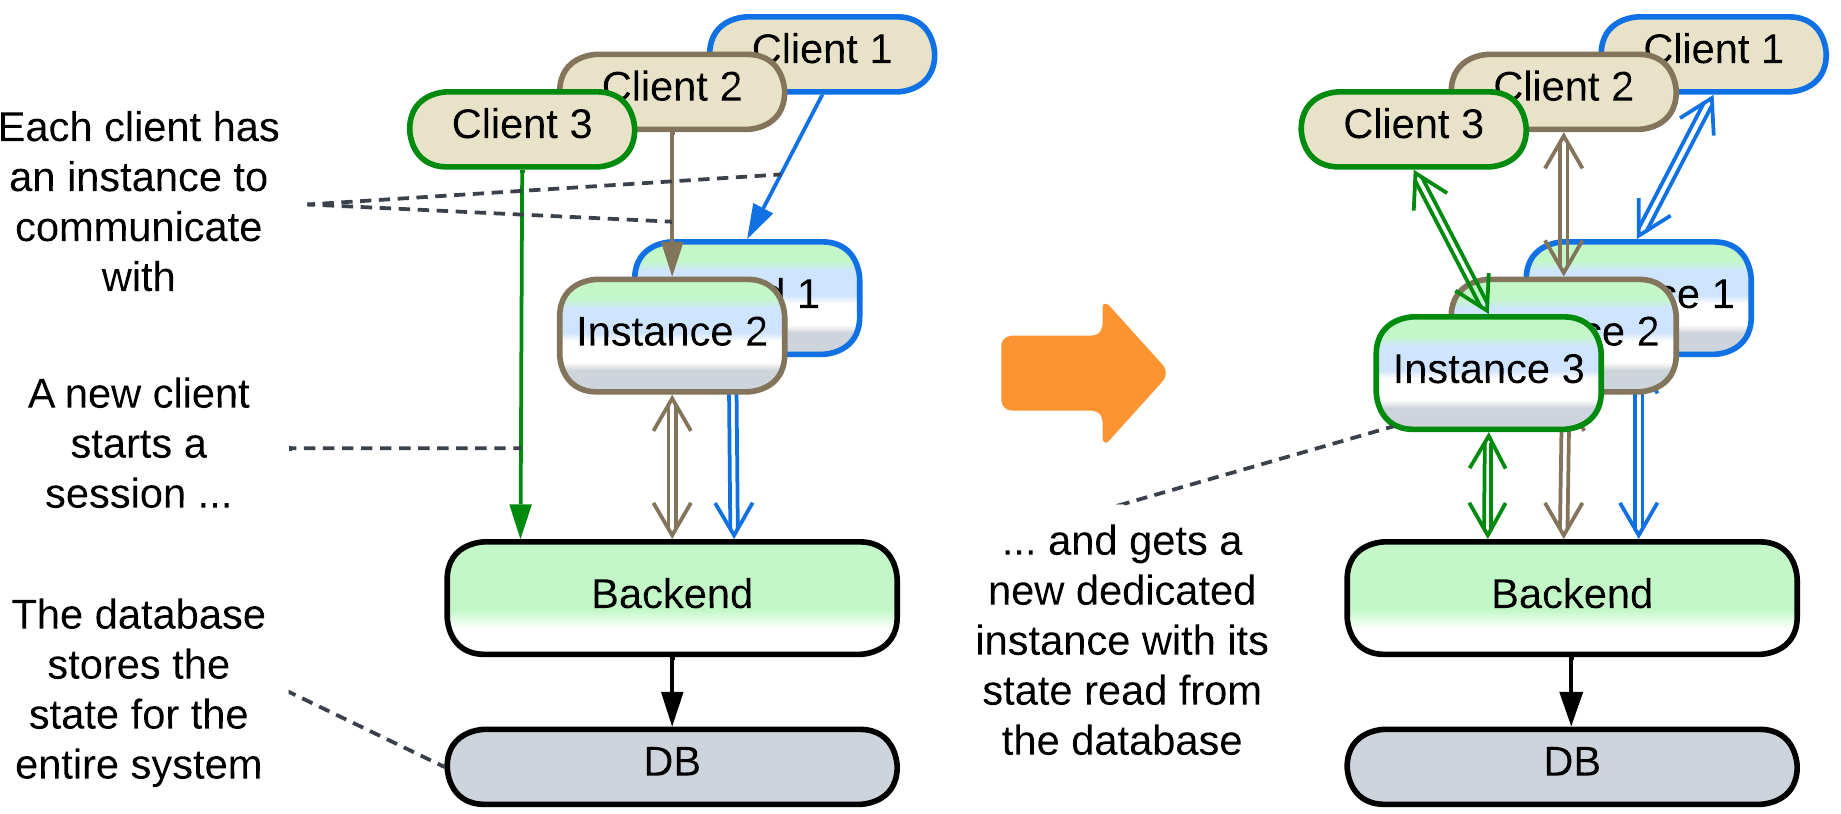 Client 1
Client 2
Client 3
Each client has
an instance to
communicate
with
1
Instance 2
A new client
starts a
session ...
Backend
The database
stores the
state for the
entire system
DB
Client 1
Client 2
Client 3
ce 1
ce 2
Instance 3
... and gets a
new dedicated
instance with its
state read from
the database
Backend
DB